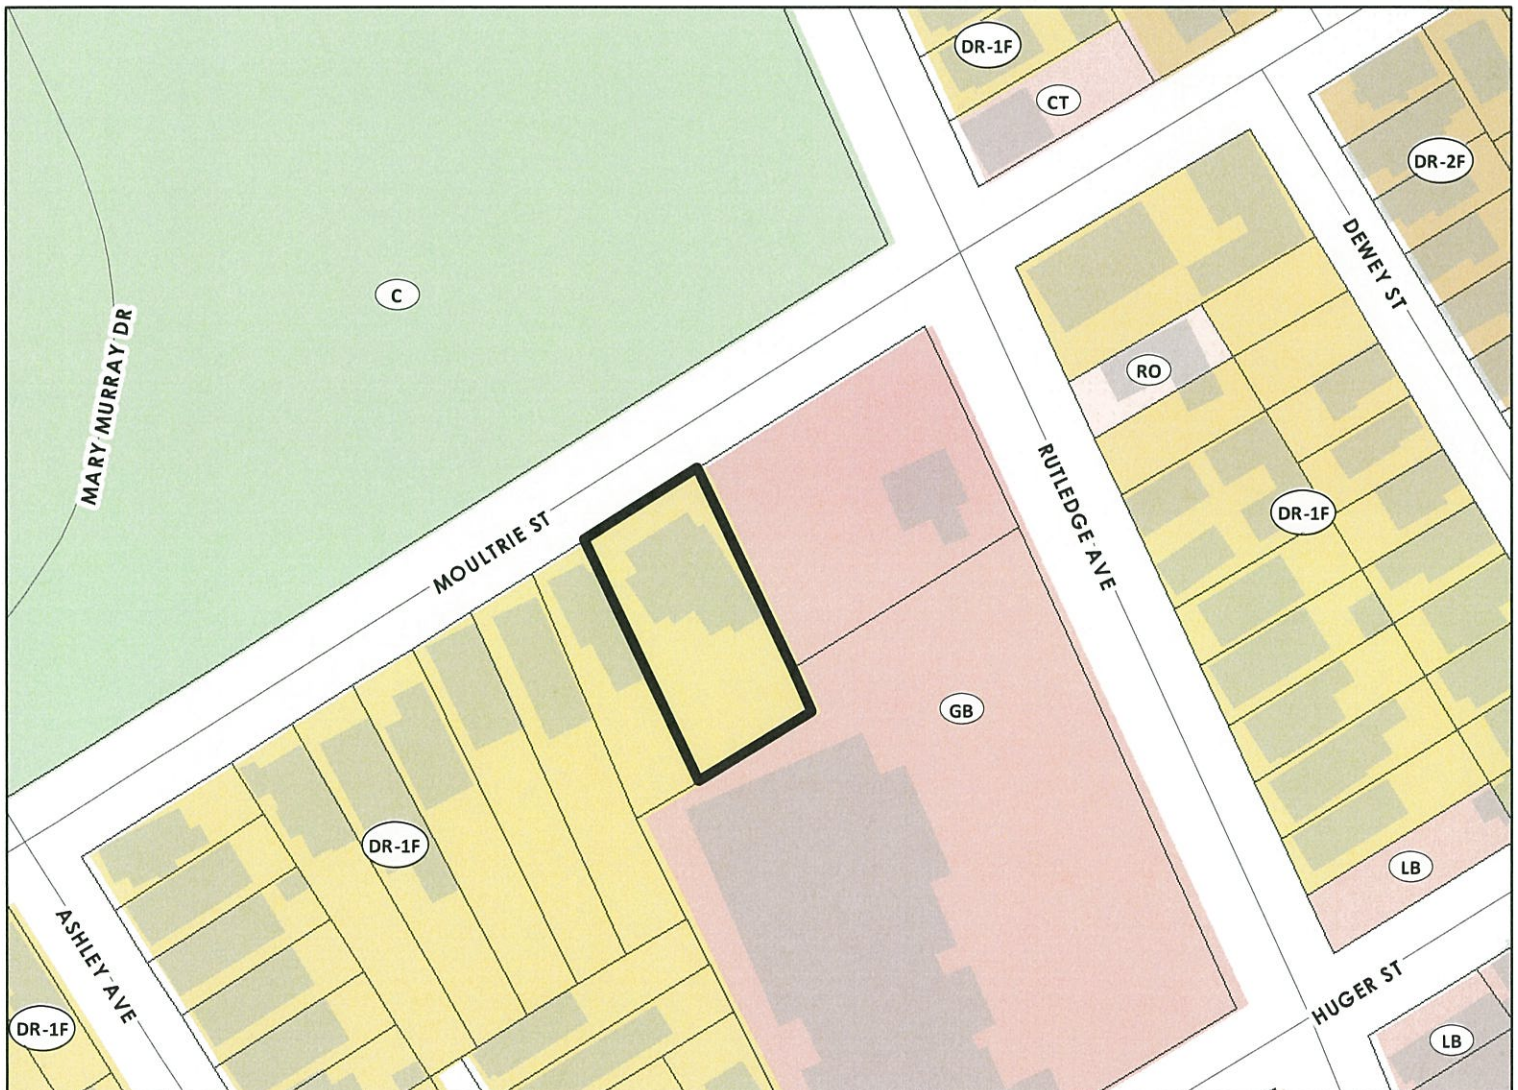 DR-1F
CT
DR-2F
DEWEY ST
C
MARY MURRAY DR
RO
RUTLEDGE AVE
MOULTRIE ST
DR-1F
GB
DR-1F
LB
ASHLEY AVE
HUGER ST
DR-1F
LB